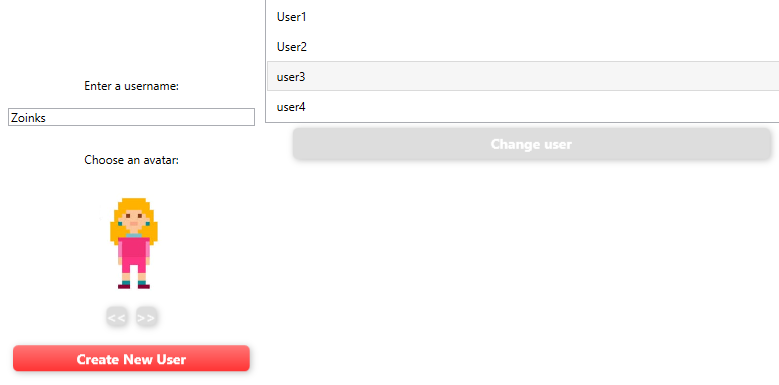 Enter a username:
Zoinks
Choose an avatar:
<< >>
Create New User
User1
User2
user3
user4
Change user